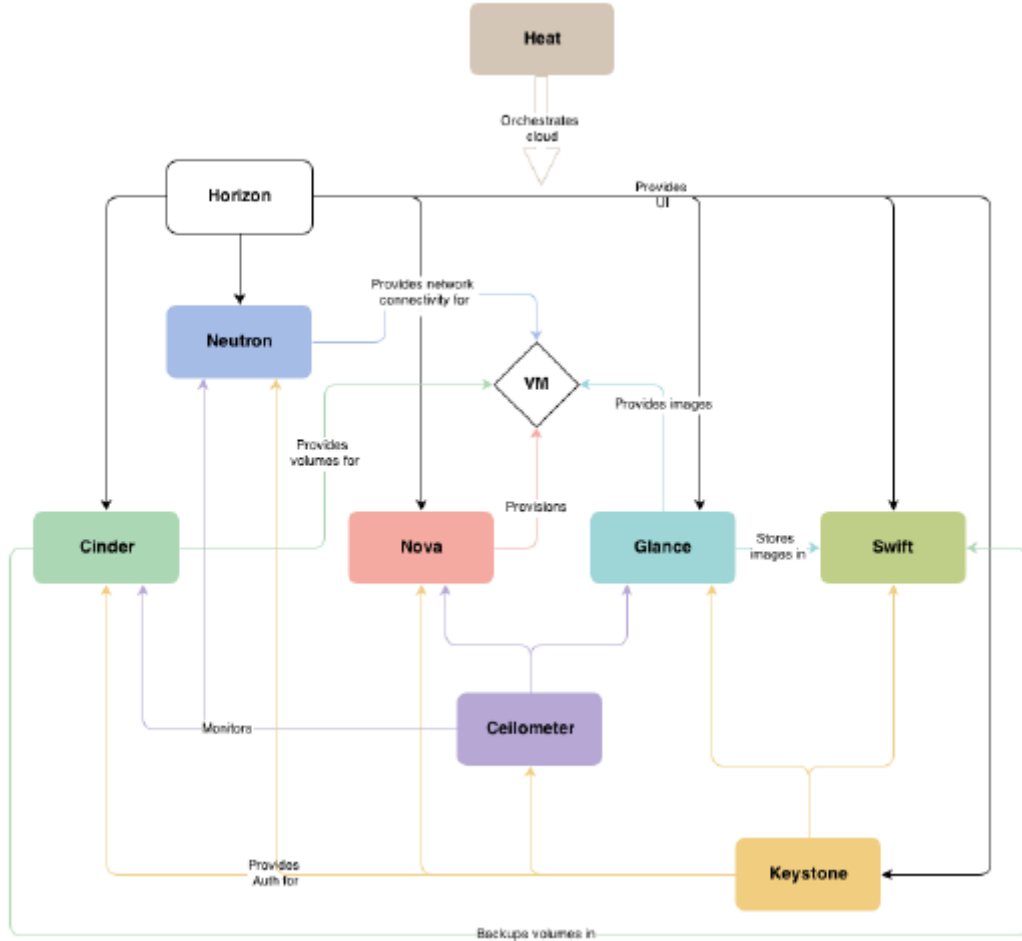 Heat
Orchestrates
cloud
Horizon
Provides
UI
Provides network
connectivity for
Neutron
VM
Provides images
Provides
volumes for
Provisions
Cinder
Nova
Glance
Stores
images in
Swift
Monitors
Ceilometer
Provides
Auth for
Keystone
Backups volumes in